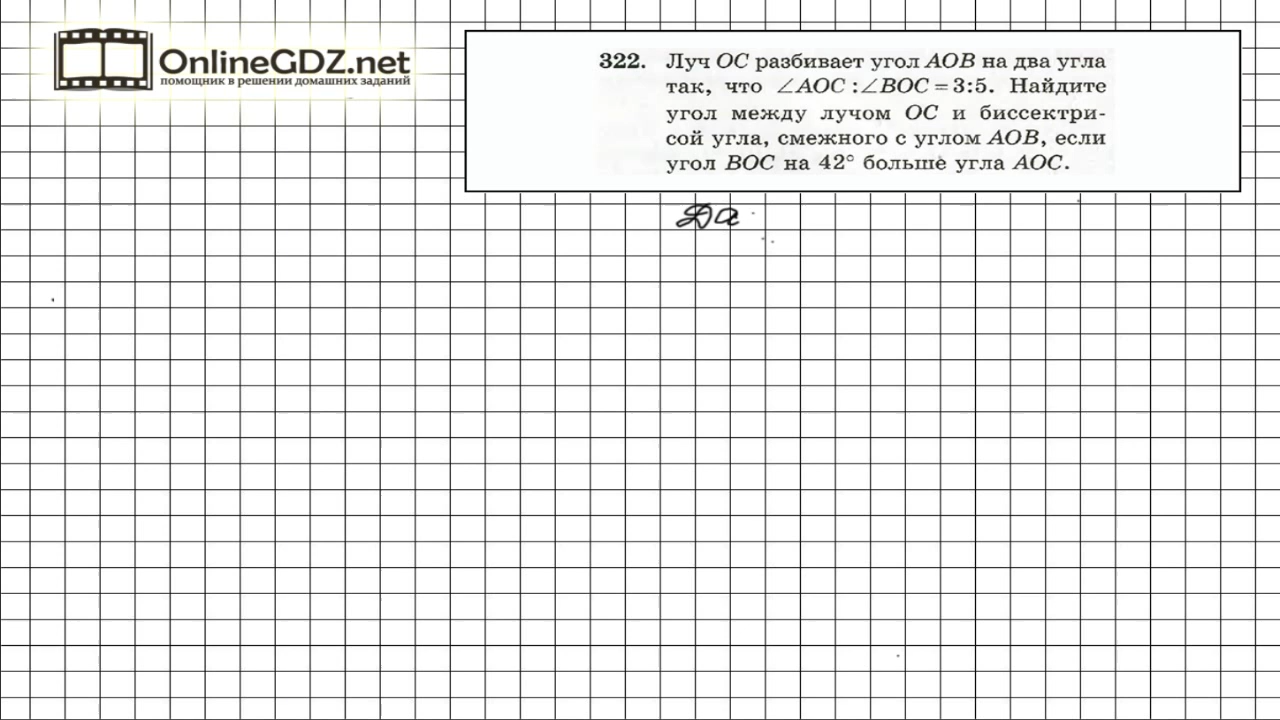 OnlineGDZ.net
помощник в решении домашних заданий
322. Луч OC разбивает угол AOB на два угла
так, что ∠AOC :∠BOC = 3:5. Найдите
угол между лучом OC и биссектри-
сой угла, смежного с углом AOB, если
угол BOC на 42° больше угла AOC.
Да